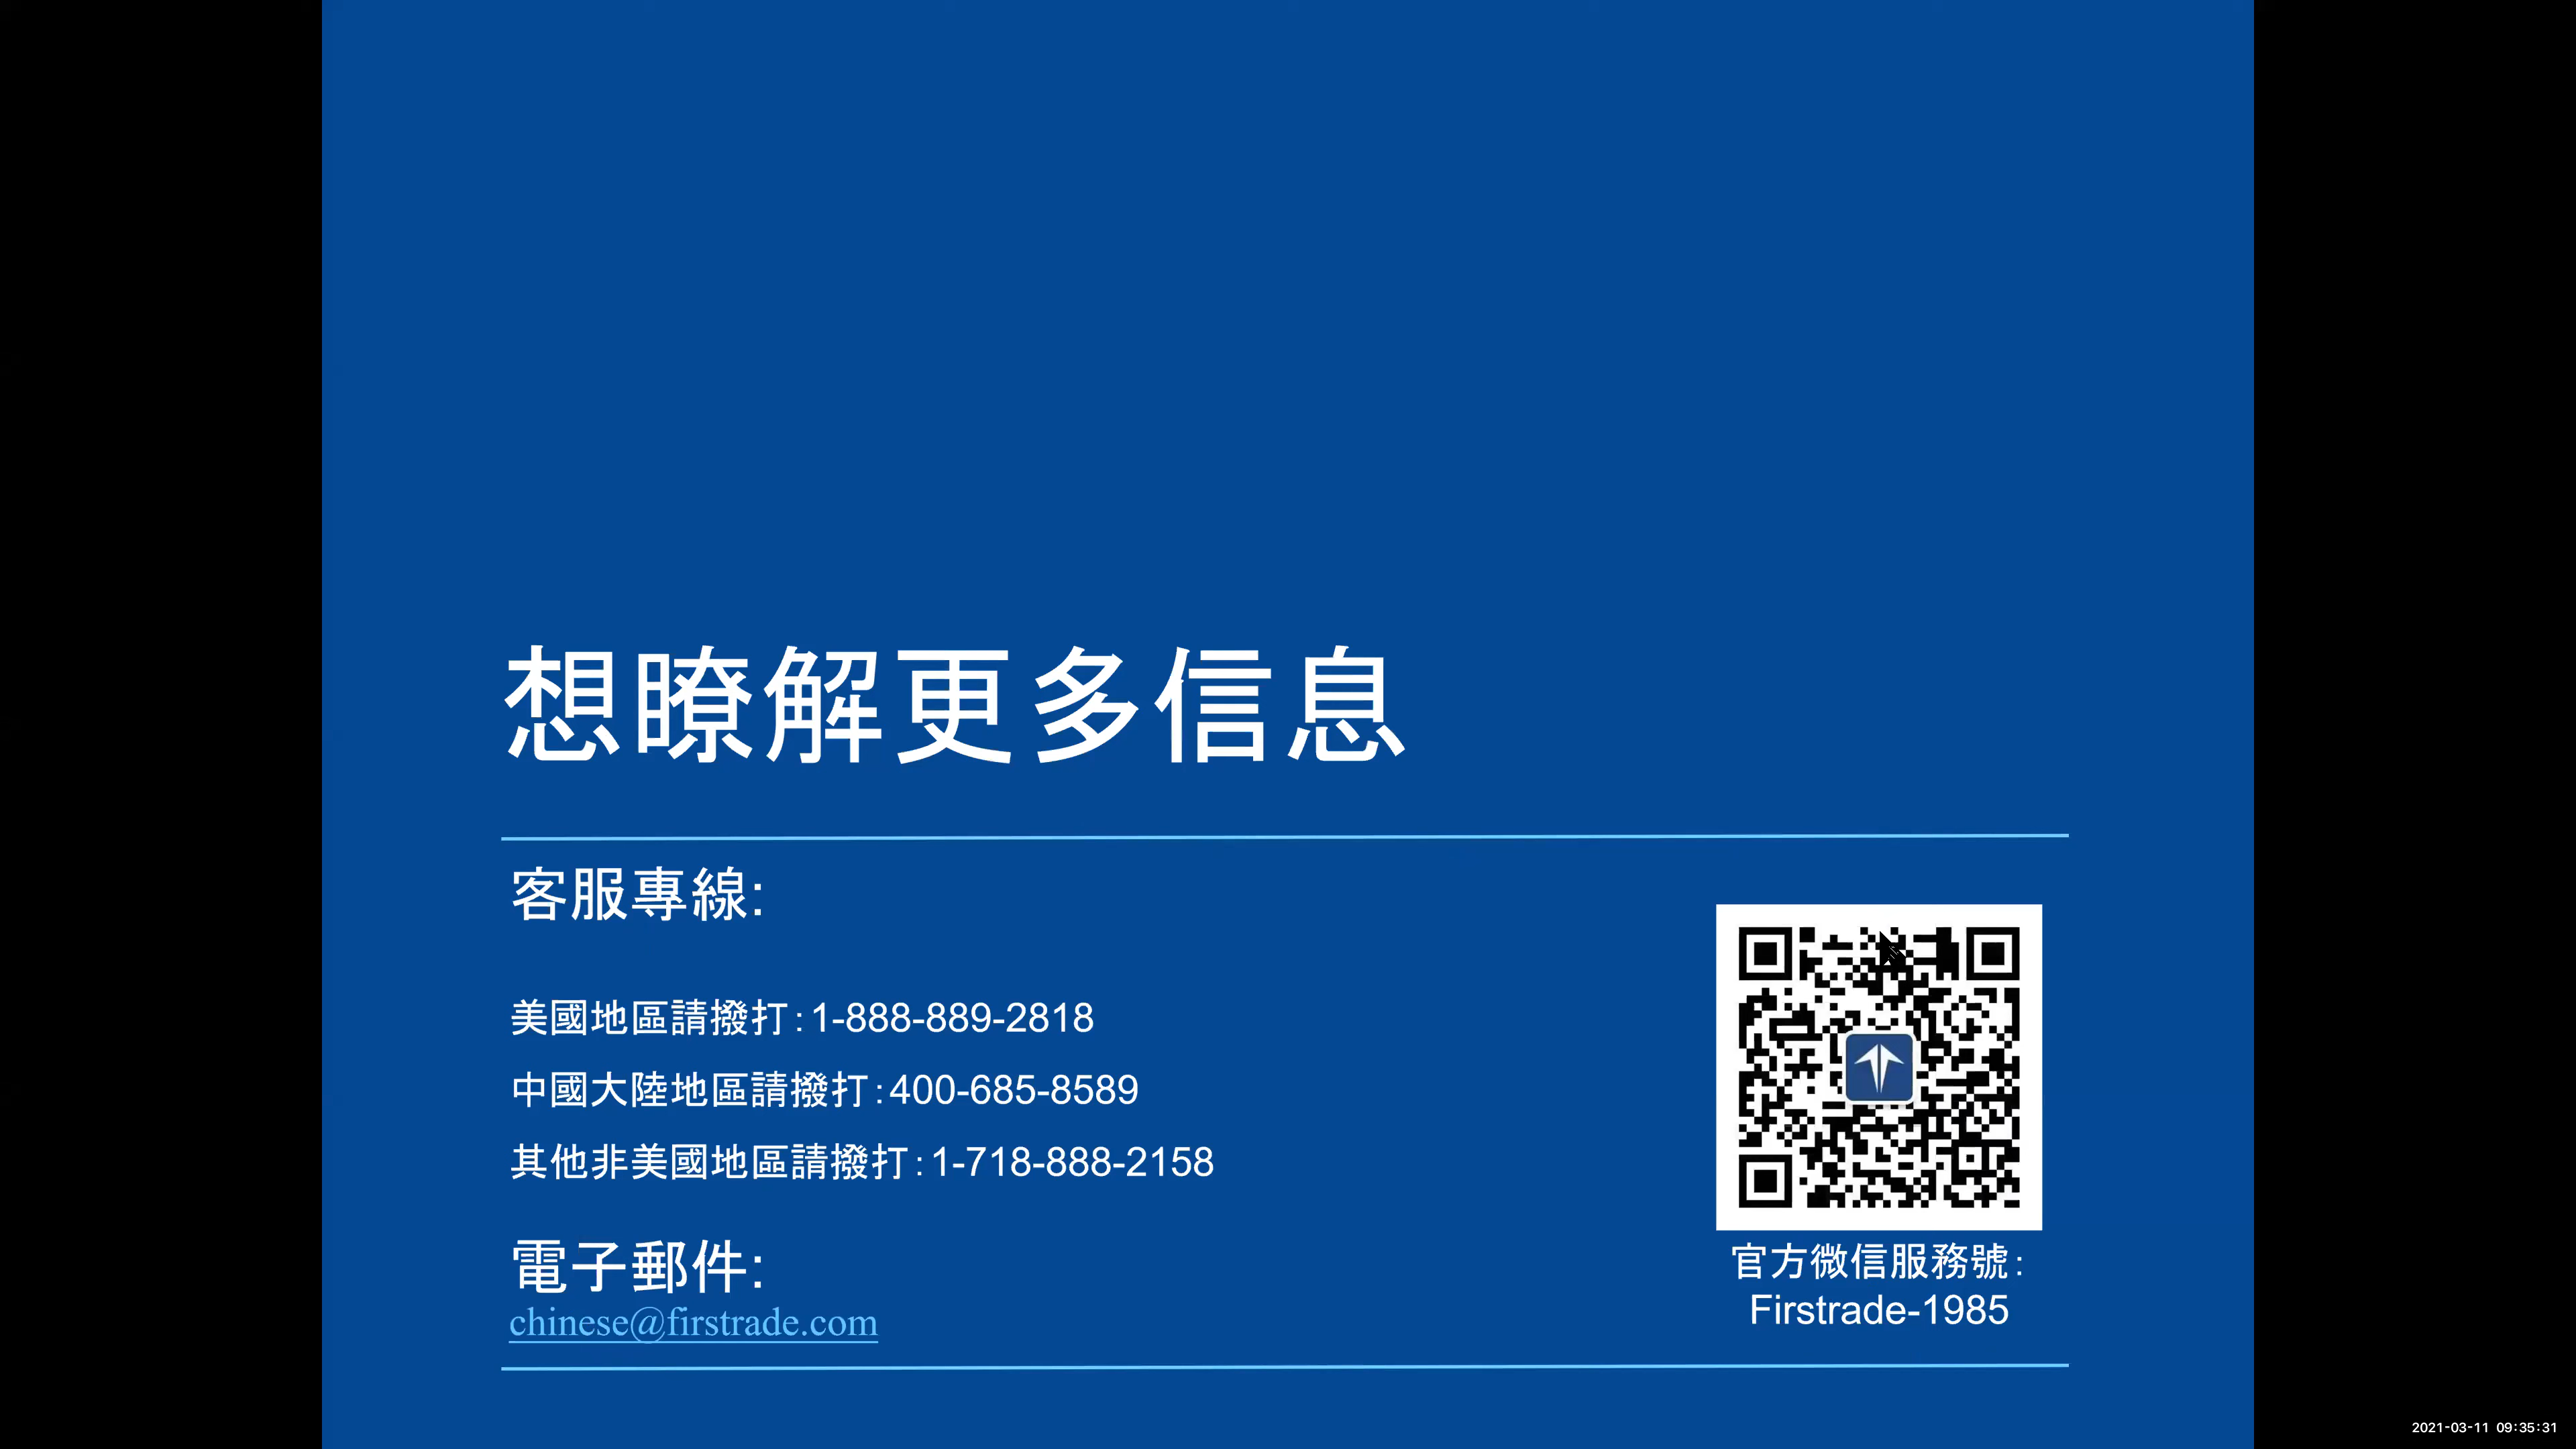 想瞭解更多信息
客服專線:
美國地區請撥打：1-888-889-2818
中國大陸地區請撥打：400-685-8589
其他非美國地區請撥打：1-718-888-2158
電子郵件:
chinese@firstrade.com
官方微信服務號：
Firstrade-1985
2021-03-11 09:35:31